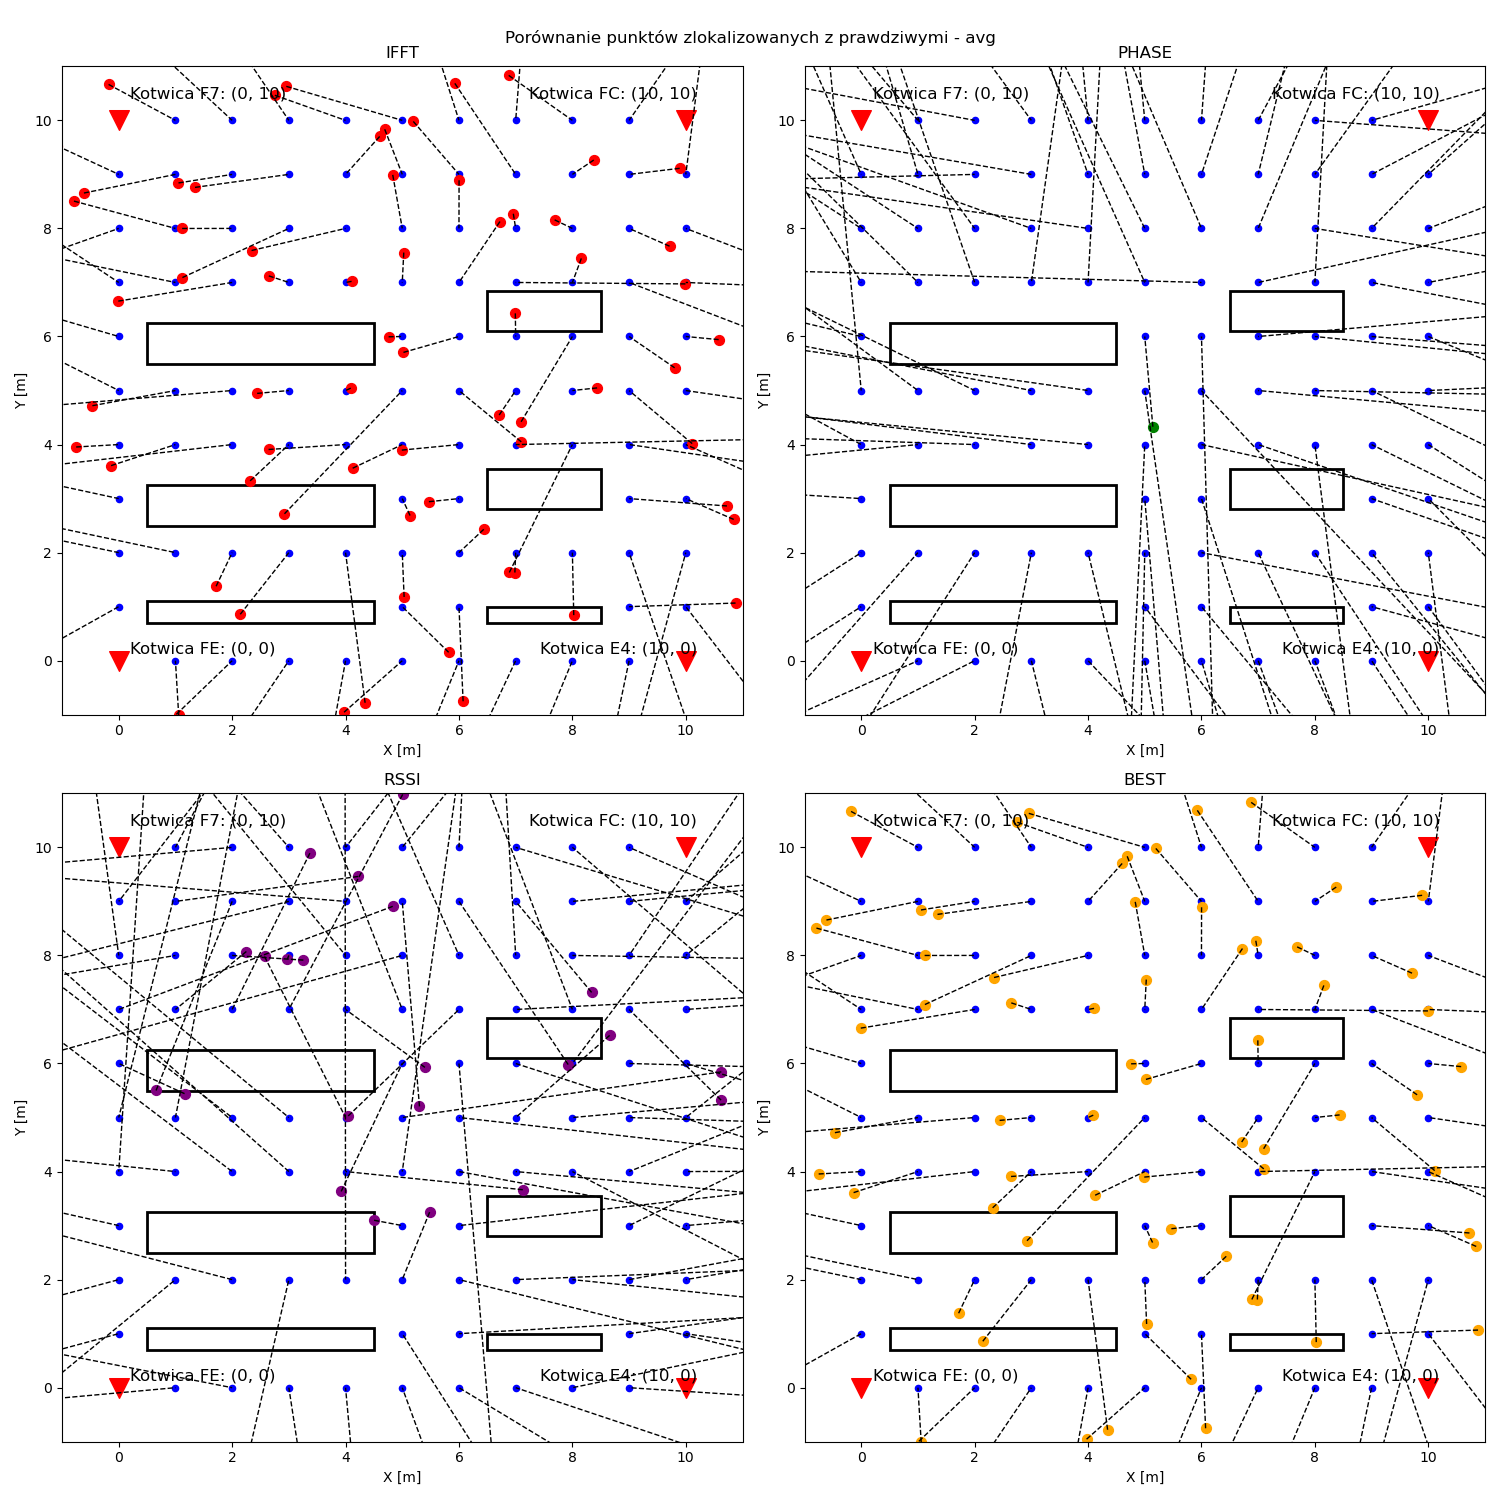 Porównanie punktów zlokalizowanych z prawdziwymi - avg
IFFT
Kotwica F7: (0, 10)
Kotwica FC: (10, 10)
Kotwica FE: (0, 0)
Kotwica E4: (10, 0)
10
8
6
4
2
0
Y [m]
0 2 4 6 8 10
X [m]
PHASE
Kotwica F7: (0, 10)
Kotwica FC: (10, 10)
Kotwica FE: (0, 0)
Kotwica E4: (10, 0)
10
8
6
4
2
0
Y [m]
0 2 4 6 8 10
X [m]
RSSI
Kotwica F7: (0, 10)
Kotwica FC: (10, 10)
Kotwica FE: (0, 0)
Kotwica E4: (10, 0)
10
8
6
4
2
0
Y [m]
0 2 4 6 8 10
X [m]
BEST
Kotwica F7: (0, 10)
Kotwica FC: (10, 10)
Kotwica FE: (0, 0)
Kotwica E4: (10, 0)
10
8
6
4
2
0
Y [m]
0 2 4 6 8 10
X [m]